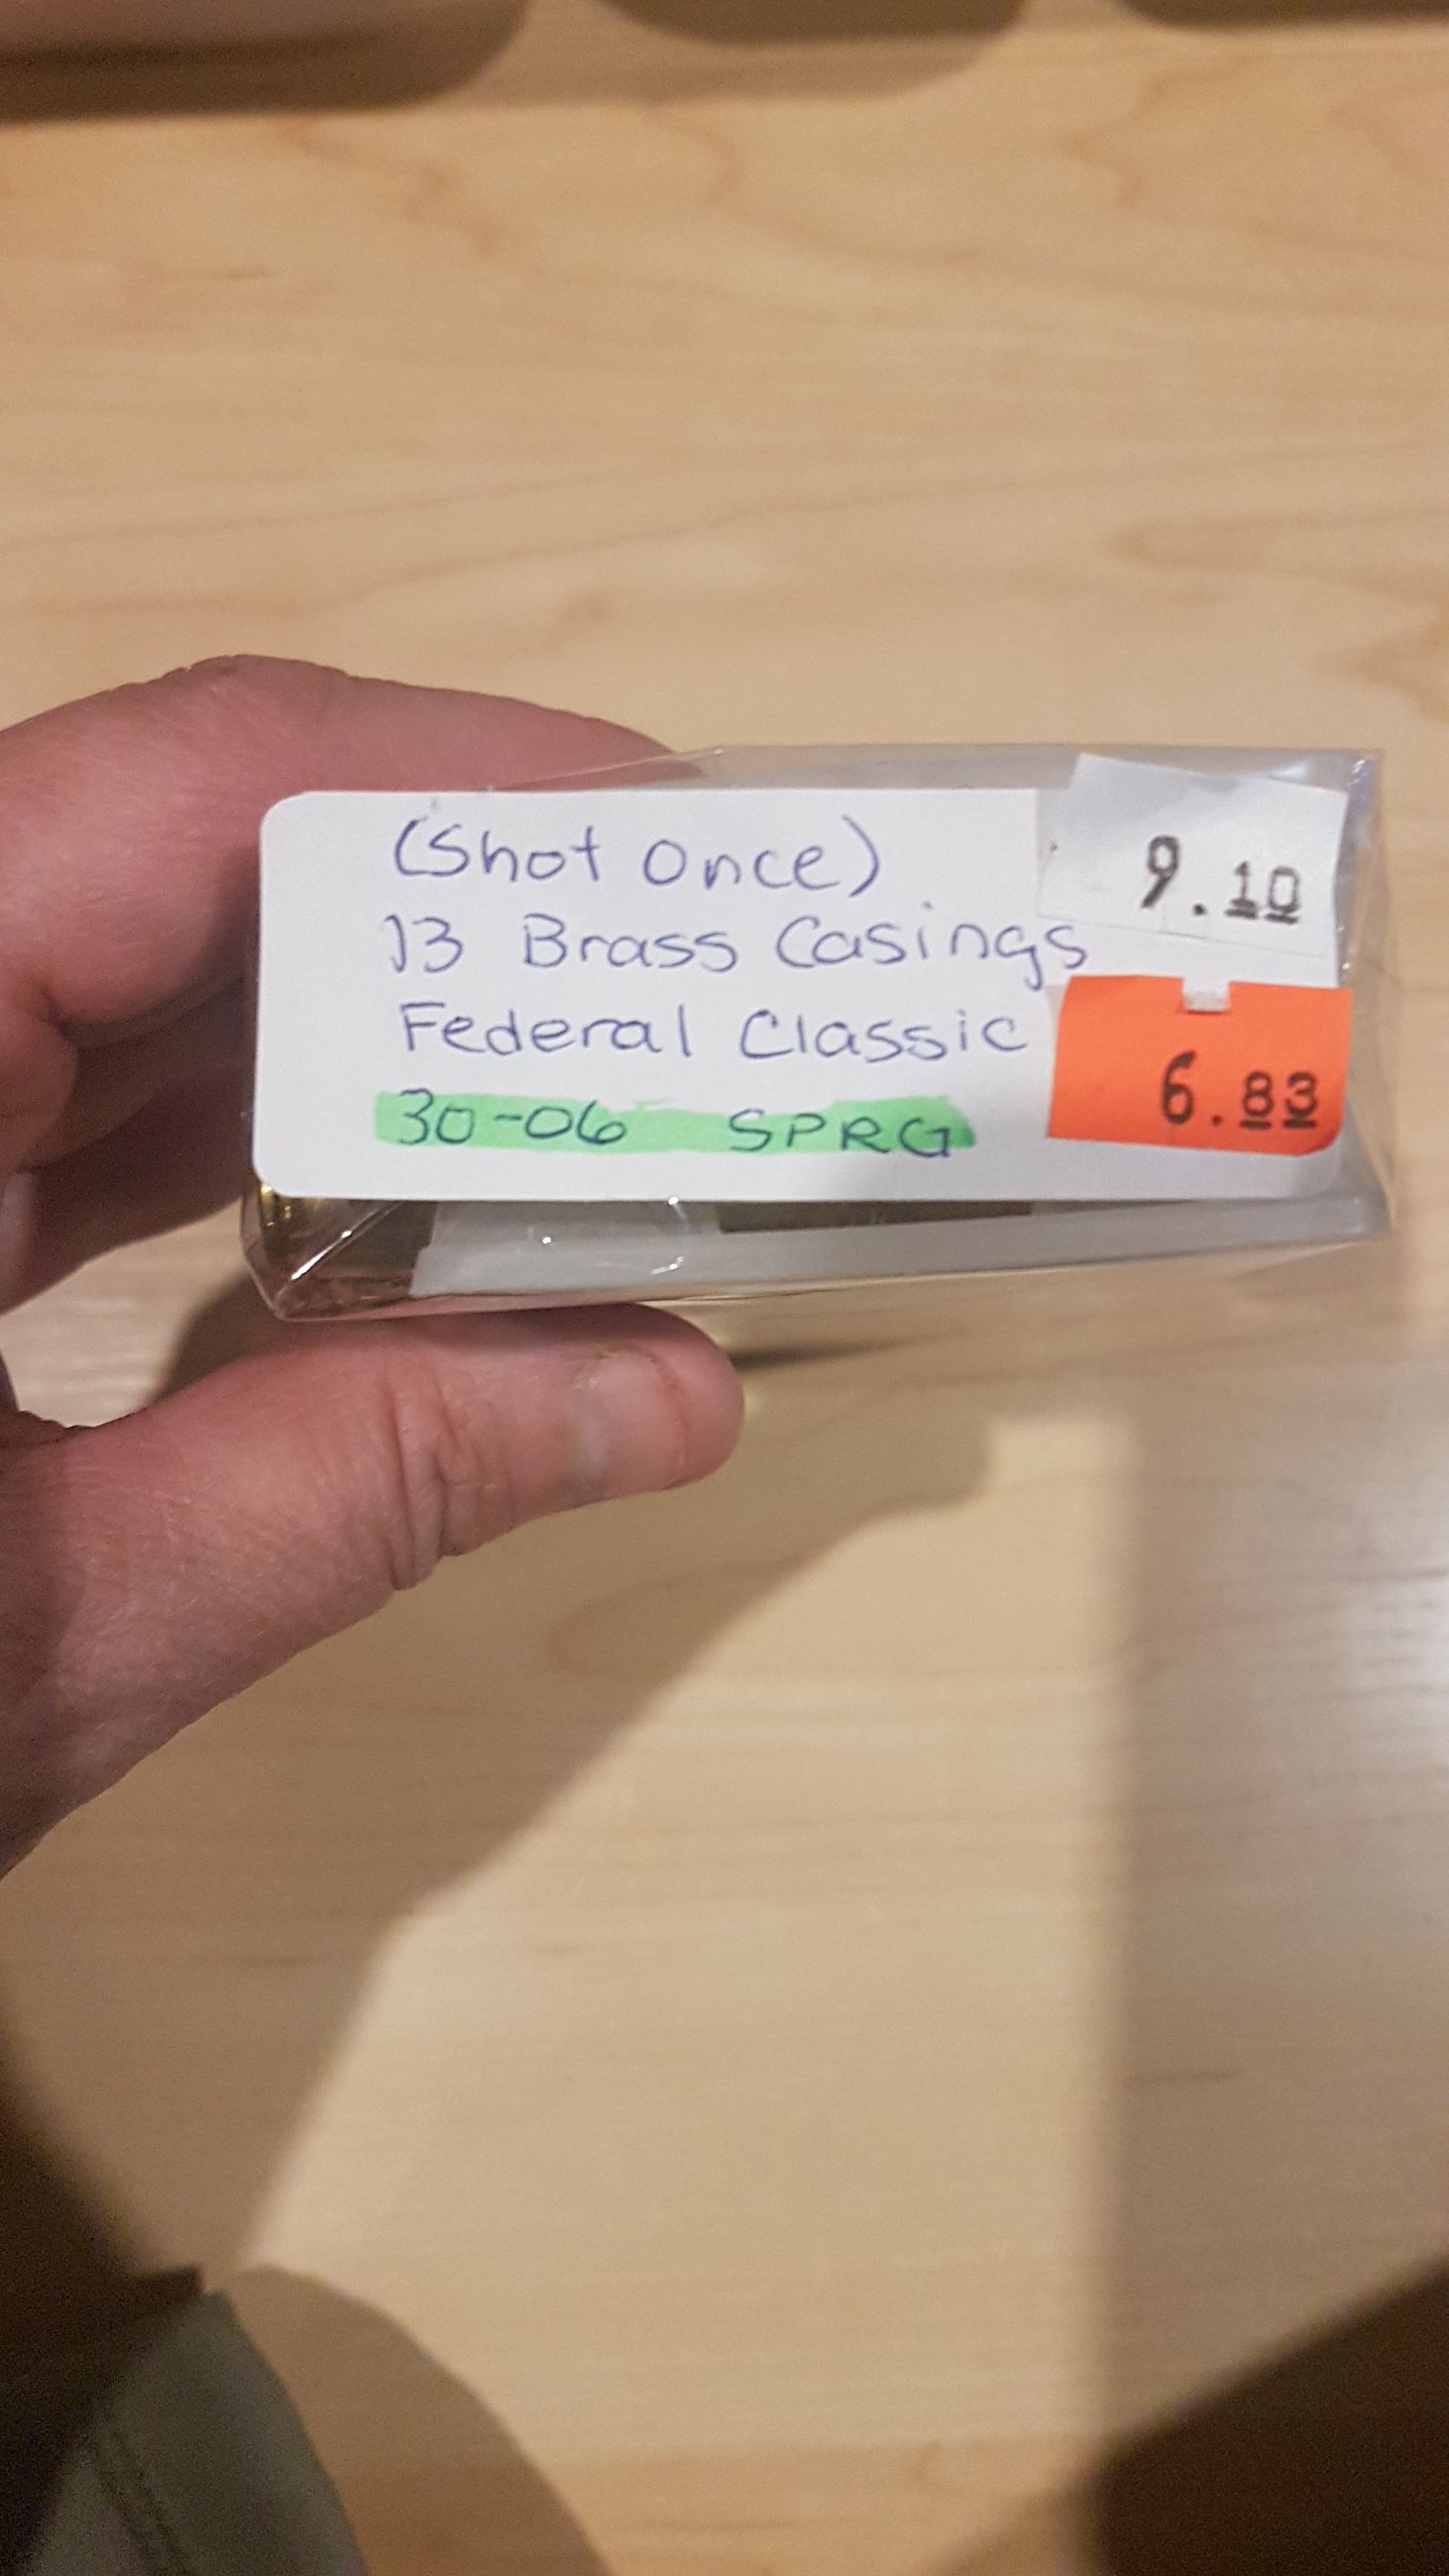 (Shot Once)
13 Brass Casings
Federal Classic
30-06 SPRG
9.10
6.83